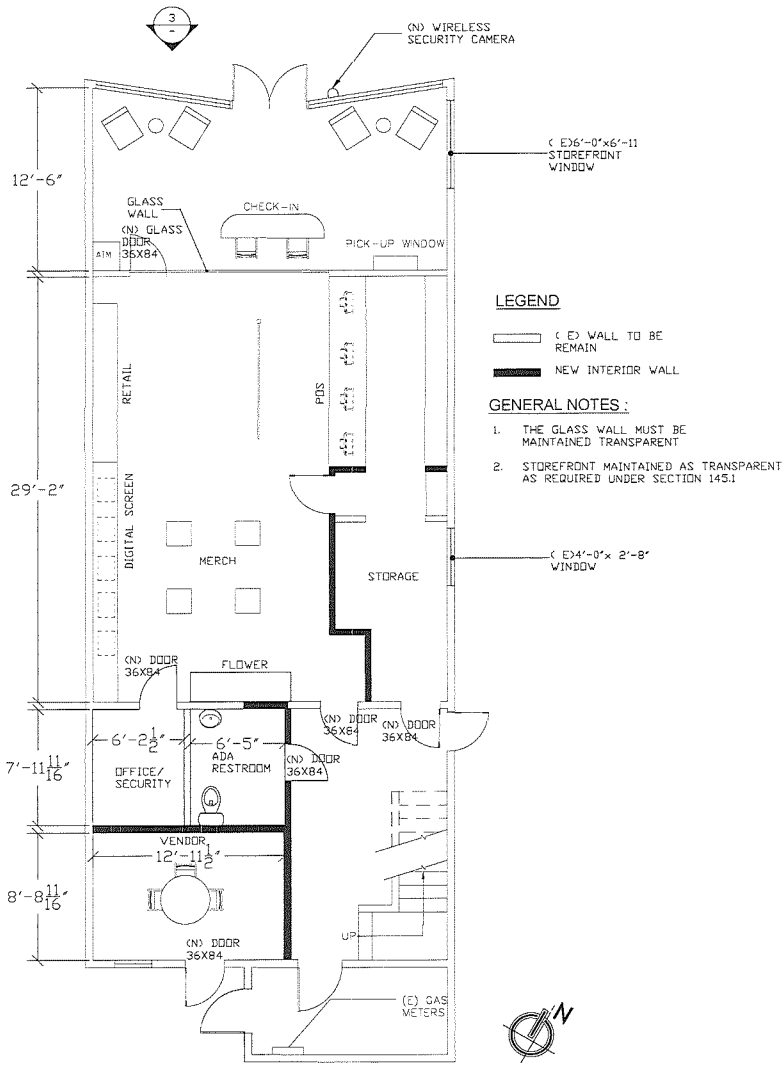 3
-
(N) WIRELESS
SECURITY CAMERA
( E)6'-0"x6'-11
STOREFRONT
WINDOW
12'-6"
GLASS
WALL
(N) GLASS
DOOR
36X84
ATM
CHECK-IN
PICK-UP WINDOW
LEGEND
( E) WALL TO BE
REMAIN
NEW INTERIOR WALL
GENERAL NOTES :
1. THE GLASS WALL MUST BE
MAINTAINED TRANSPARENT
2. STOREFRONT MAINTAINED AS TRANSPARENT
AS REQUIRED UNDER SECTION 145.1
RETAIL
POS
29'-2"
DIGITAL SCREEN
MERCH
STORAGE
( E)4'-0"x 2'-8"
WINDOW
(N) DOOR
36X84
FLOWER
(N) DOOR
36X84
(N) DOOR
36X84
6'-2 1/2"
6'-5"
7'-11 11/16"
OFFICE/
SECURITY
ADA
RESTROOM
(N) DOOR
36X84
VENDOR
12'-11 1/2"
8'-8 11/16"
UP
(N) DOOR
36X84
(E) GAS
METERS
N